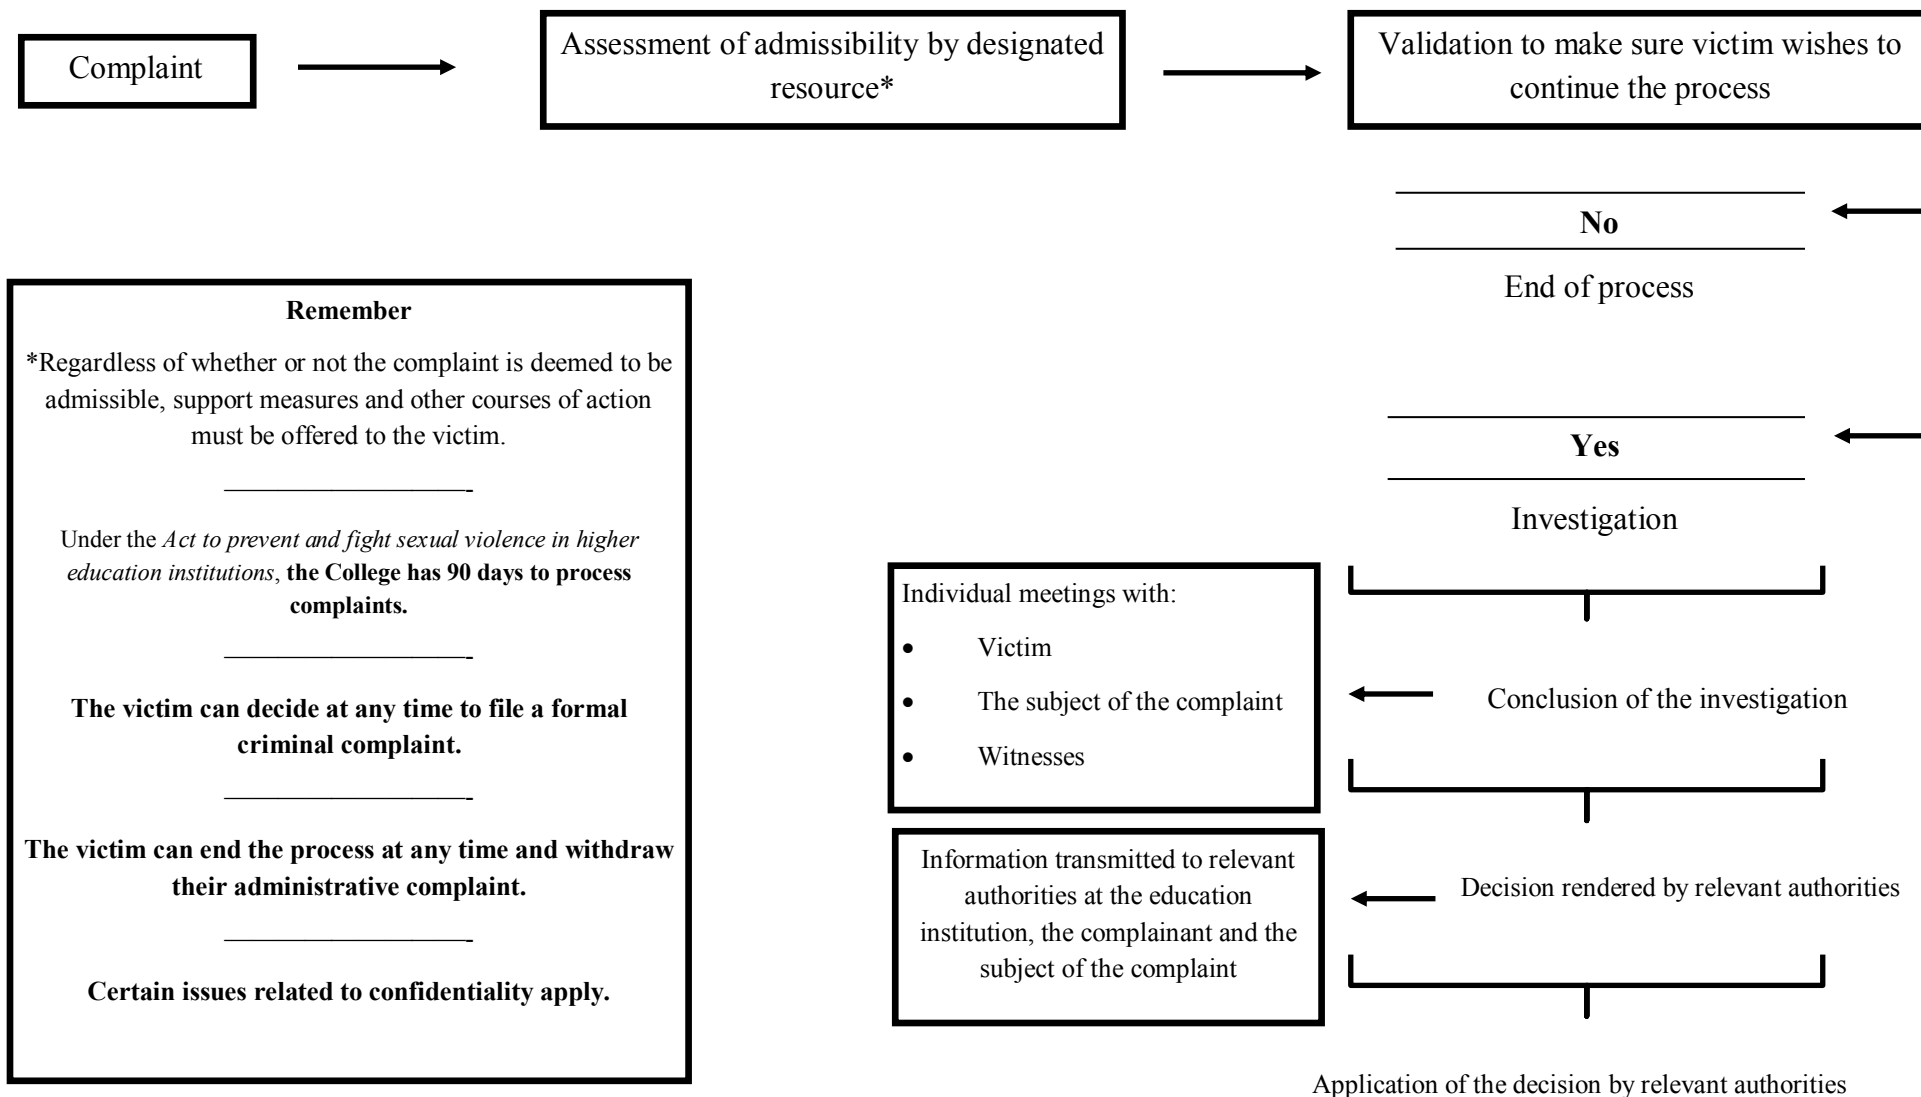 Complaint
Assessment of admissibility by designated
resource*
Validation to make sure victim wishes to
continue the process
No
End of process
Yes
Investigation
Remember
*Regardless of whether or not the complaint is deemed to be
admissible, support measures and other courses of action
must be offered to the victim.
Under the Act to prevent and fight sexual violence in higher
education institutions, the College has 90 days to process
complaints.
The victim can decide at any time to file a formal
criminal complaint.
The victim can end the process at any time and withdraw
their administrative complaint.
Certain issues related to confidentiality apply.
Individual meetings with:
• Victim
• The subject of the complaint
• Witnesses
Conclusion of the investigation
Information transmitted to relevant
authorities at the education
institution, the complainant and the
subject of the complaint
Decision rendered by relevant authorities
Application of the decision by relevant authorities